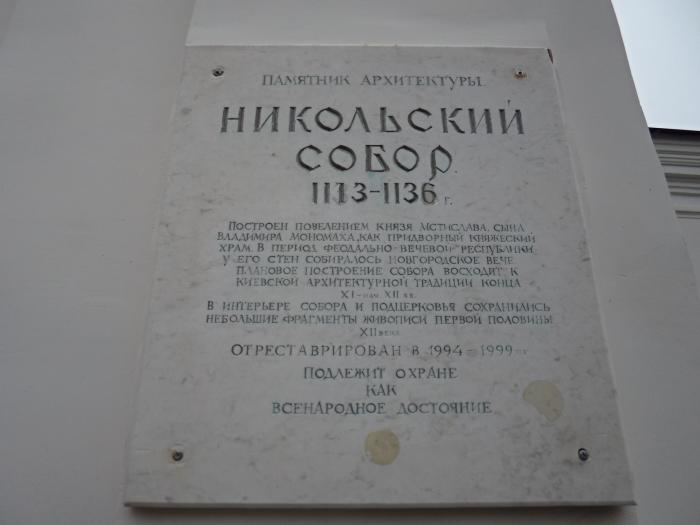 ПАМЯТНИК АРХИТЕКТУРЫ
НИКОЛЬСКИЙ
СОБОР.
1113-1136 г.
ПОСТРОЕН ПОВЕЛЕНИЕМ КНЯЗЯ МСТИСЛАВА, СЫНА
ВЛАДИМИРА МОНОМАХА, КАК ПРИДВОРНЫЙ КНЯЖЕСКИЙ
ХРАМ. В ПЕРИОД ФЕОДАЛЬНО-ВЕЧЕВОЙ РЕСПУБЛИКИ
У ЕГО СТЕН СОБИРАЛОСЬ НОВГОРОДСКОЕ ВЕЧЕ.
ПЛАНОВОЕ ПОСТРОЕНИЕ СОБОРА ВОСХОДИТ К
КИЕВСКОЙ АРХИТЕКТУРНОЙ ТРАДИЦИИ КОНЦА
XI-НАЧ. XII ВВ.
В ИНТЕРЬЕРЕ СОБОРА И ПОДЦЕРКОВЬЯ СОХРАНИЛИСЬ
НЕБОЛЬШИЕ ФРАГМЕНТЫ ЖИВОПИСИ ПЕРВОЙ ПОЛОВИНЫ
XII ВЕКА
ОТРЕСТАВРИРОВАН В 1994-1999 г
ПОДЛЕЖИТ ОХРАНЕ
КАК
ВСЕНАРОДНОЕ ДОСТОЯНИЕ